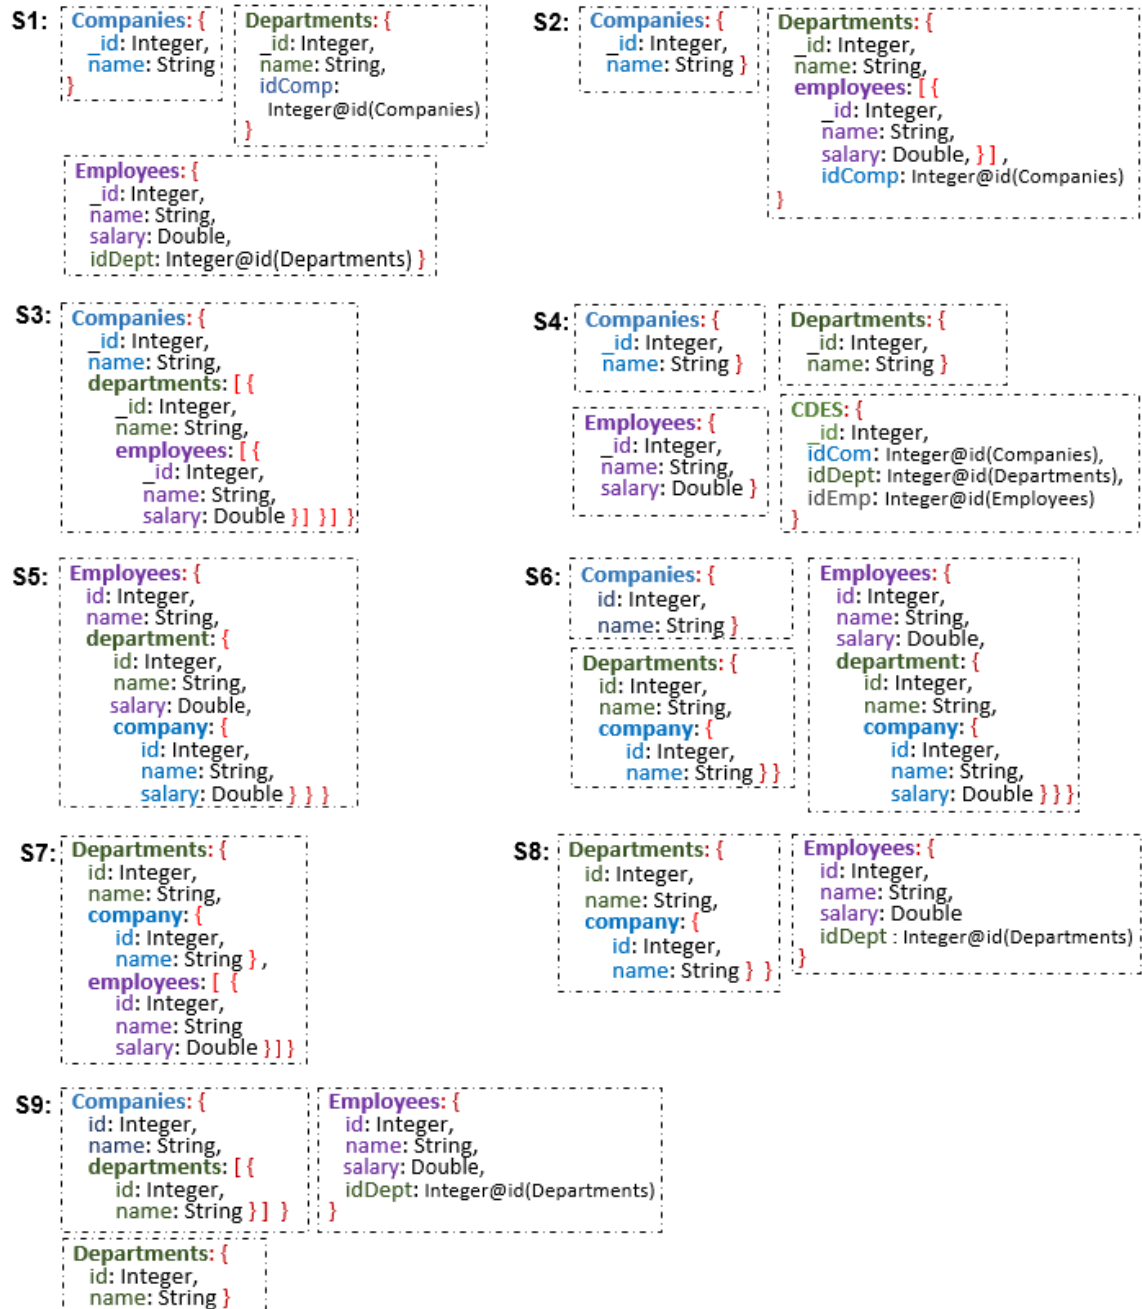 S1:
Companies: {
_id: Integer,
name: String
}
Departments: {
_id: Integer,
name: String,
idComp:
Integer@id(Companies)
}
Employees: {
_id: Integer,
name: String,
salary: Double,
idDept: Integer@id(Departments) }
S2:
Companies: {
_id: Integer,
name: String }
Departments: {
_id: Integer,
name: String,
employees: [ {
_id: Integer,
name: String,
salary: Double, } ] ,
idComp: Integer@id(Companies)
}
S3:
Companies: {
_id: Integer,
name: String,
departments: [ {
_id: Integer,
name: String,
employees: [ {
_id: Integer,
name: String,
salary: Double } ] } ] }
S4:
Companies: {
_id: Integer,
name: String }
Departments: {
_id: Integer,
name: String }
Employees: {
_id: Integer,
name: String,
salary: Double }
CDES: {
_id: Integer,
idCom: Integer@id(Companies),
idDept: Integer@id(Departments),
idEmp: Integer@id(Employees)
}
S5:
Employees: {
id: Integer,
name: String,
department: {
id: Integer,
name: String,
salary: Double,
company: {
id: Integer,
name: String,
salary: Double } } }
S6:
Companies: {
id: Integer,
name: String }
Departments: {
id: Integer,
name: String,
company: {
id: Integer,
name: String } }
Employees: {
id: Integer,
name: String,
salary: Double,
department: {
id: Integer,
name: String,
company: {
id: Integer,
name: String,
salary: Double } } }
S7:
Departments: {
id: Integer,
name: String,
company: {
id: Integer,
name: String } ,
employees: [ {
id: Integer,
name: String
salary: Double } ] }
S8:
Departments: {
id: Integer,
name: String,
company: {
id: Integer,
name: String } }
Employees: {
id: Integer,
name: String,
salary: Double
idDept : Integer@id(Departments)
}
S9:
Companies: {
id: Integer,
name: String,
departments: [ {
id: Integer,
name: String } ] }
Employees: {
id: Integer,
name: String,
salary: Double,
idDept: Integer@id(Departments)
}
Departments: {
id: Integer,
name: String }